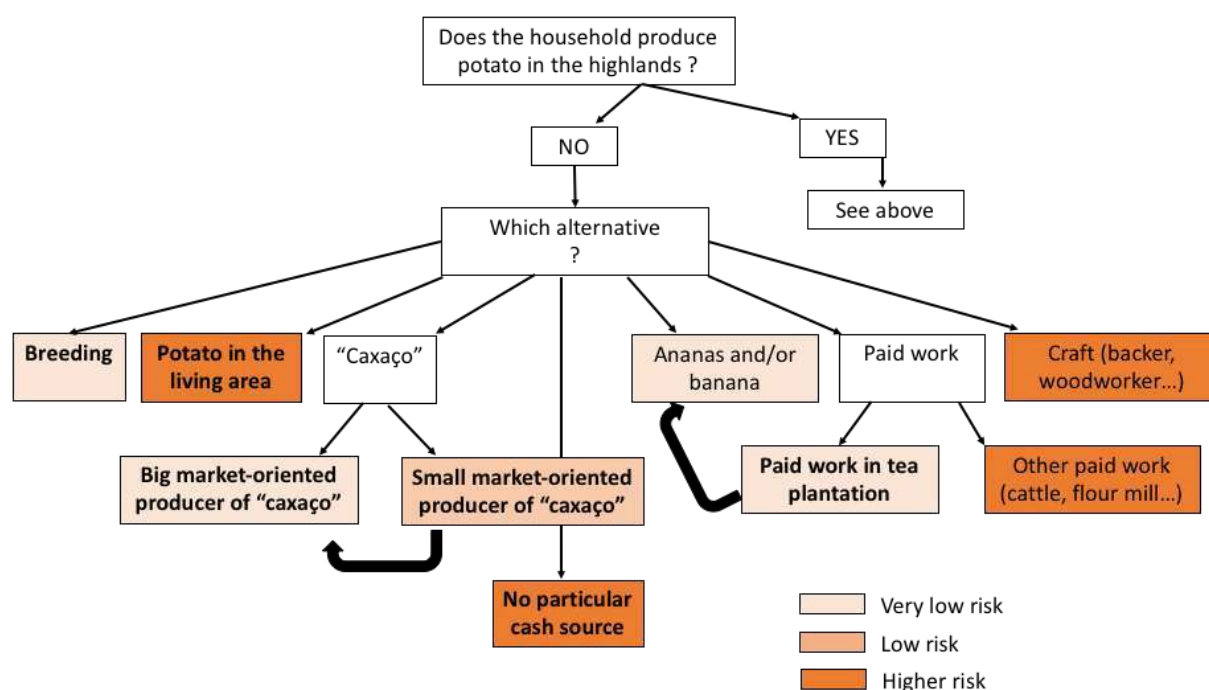 Does the household produce
potato in the highlands ?
NO
YES
See above
Which alternative
?
Breeding
Potato in the
living area
“Caxaço”
Ananas and/or
banana
Paid work
Craft (backer,
woodworker…)
Big market-oriented
producer of “caxaço”
Small market-oriented
producer of “caxaço”
Paid work in tea
plantation
Other paid work
(cattle, flour mill…)
No particular
cash source
Very low risk
Low risk
Higher risk